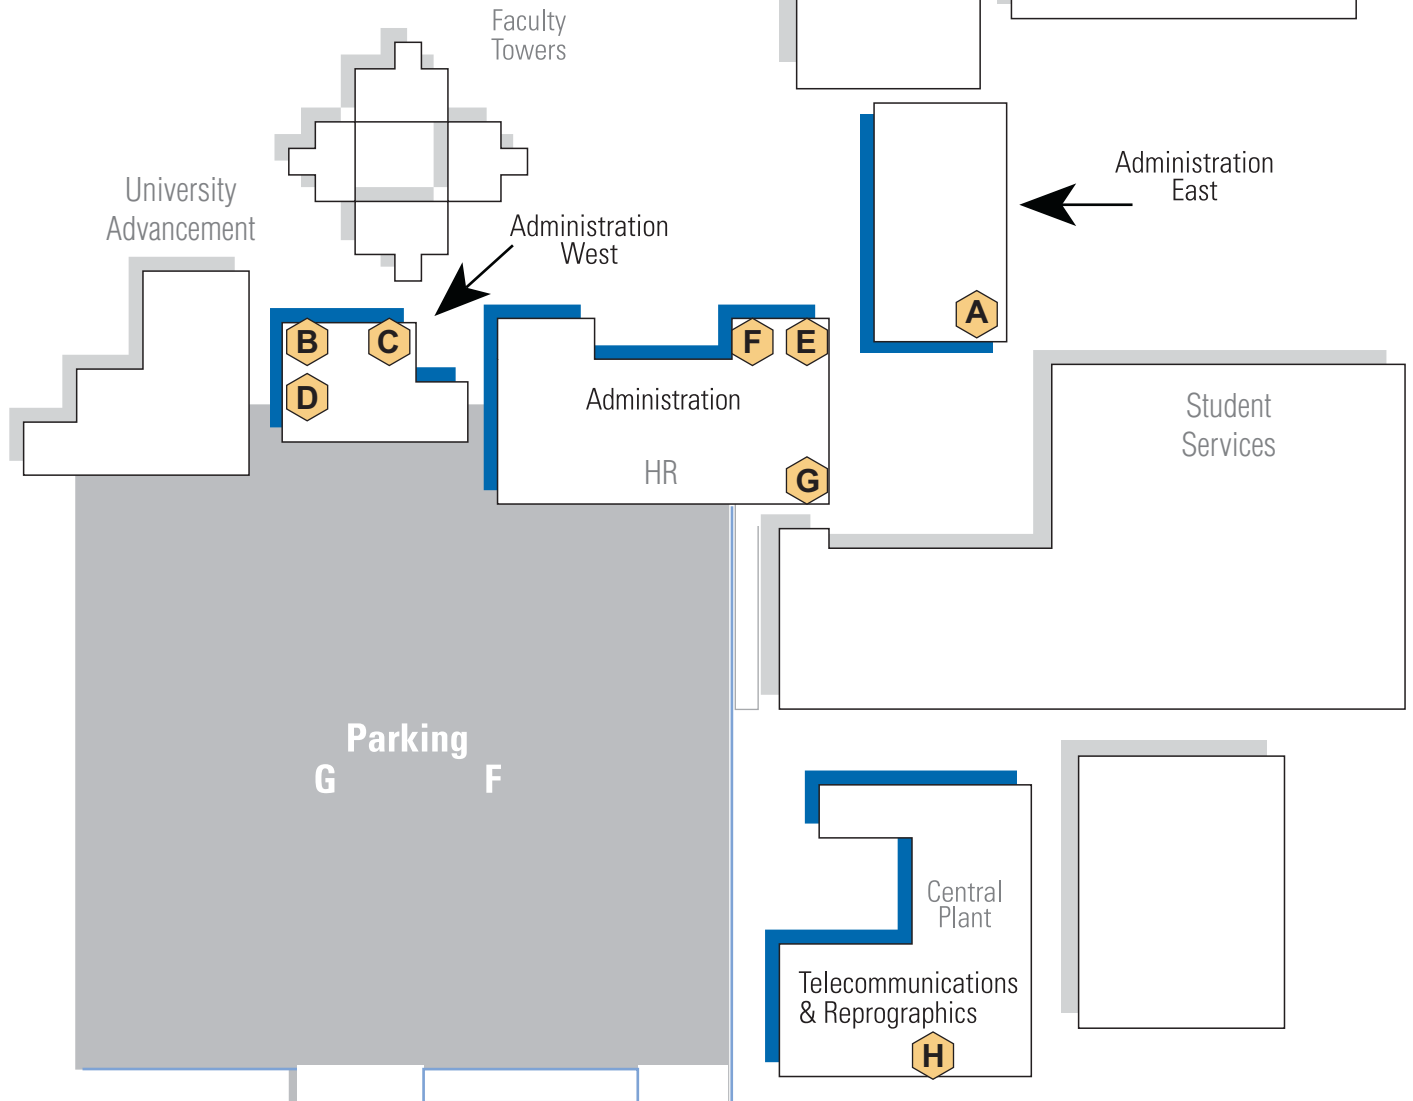 Faculty
Towers
Administration
East
University
Advancement
Administration
West
A
B
C
F
E
D
Administration
Student
Services
HR
G
Parking
G F
Central
Plant
Telecommunications
& Reprographics
H